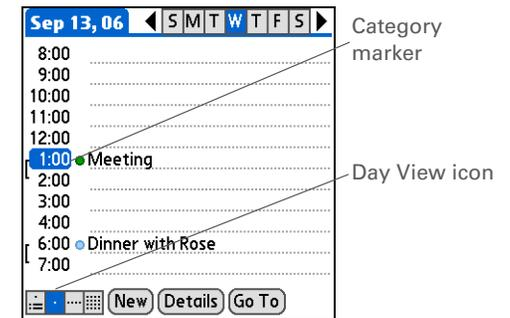 Sep 13, 06 S M T W T F S
Category
marker
8:00
9:00
10:00
11:00
12:00
1:00 Meeting
2:00
Day View icon
3:00
4:00
6:00 Dinner with Rose
7:00
New Details Go To